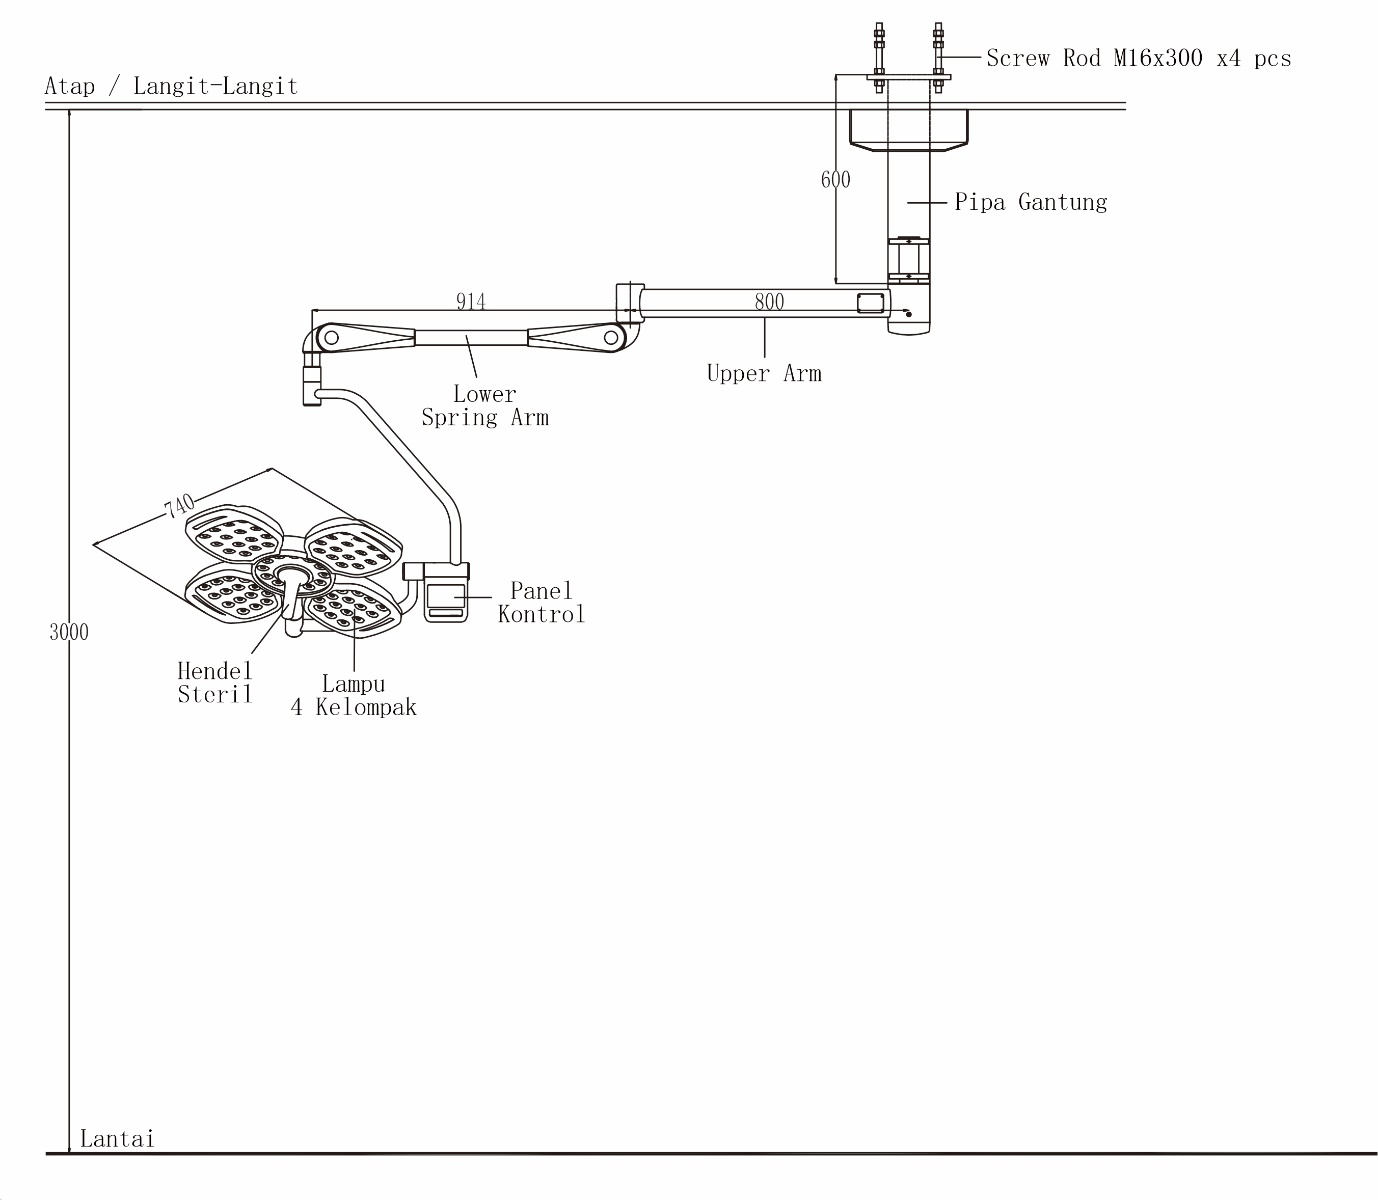 Screw Rod M16x300 x4 pcs
Atap / Langit-Langit
600
Pipa Gantung
914
800
Upper Arm
Lower
Spring Arm
740
Panel
Kontrol
3000
Hendel
Steril
Lampu
4 Kelompak
Lantai